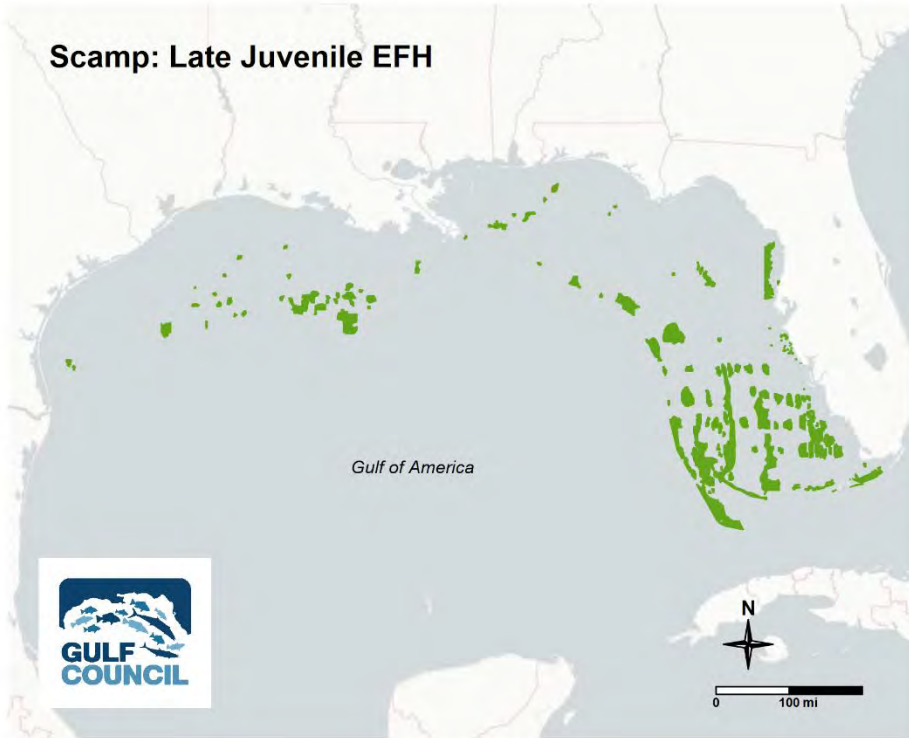 Scamp: Late Juvenile EFH
Gulf of America
GULF
COUNCIL
N
0 100 mi